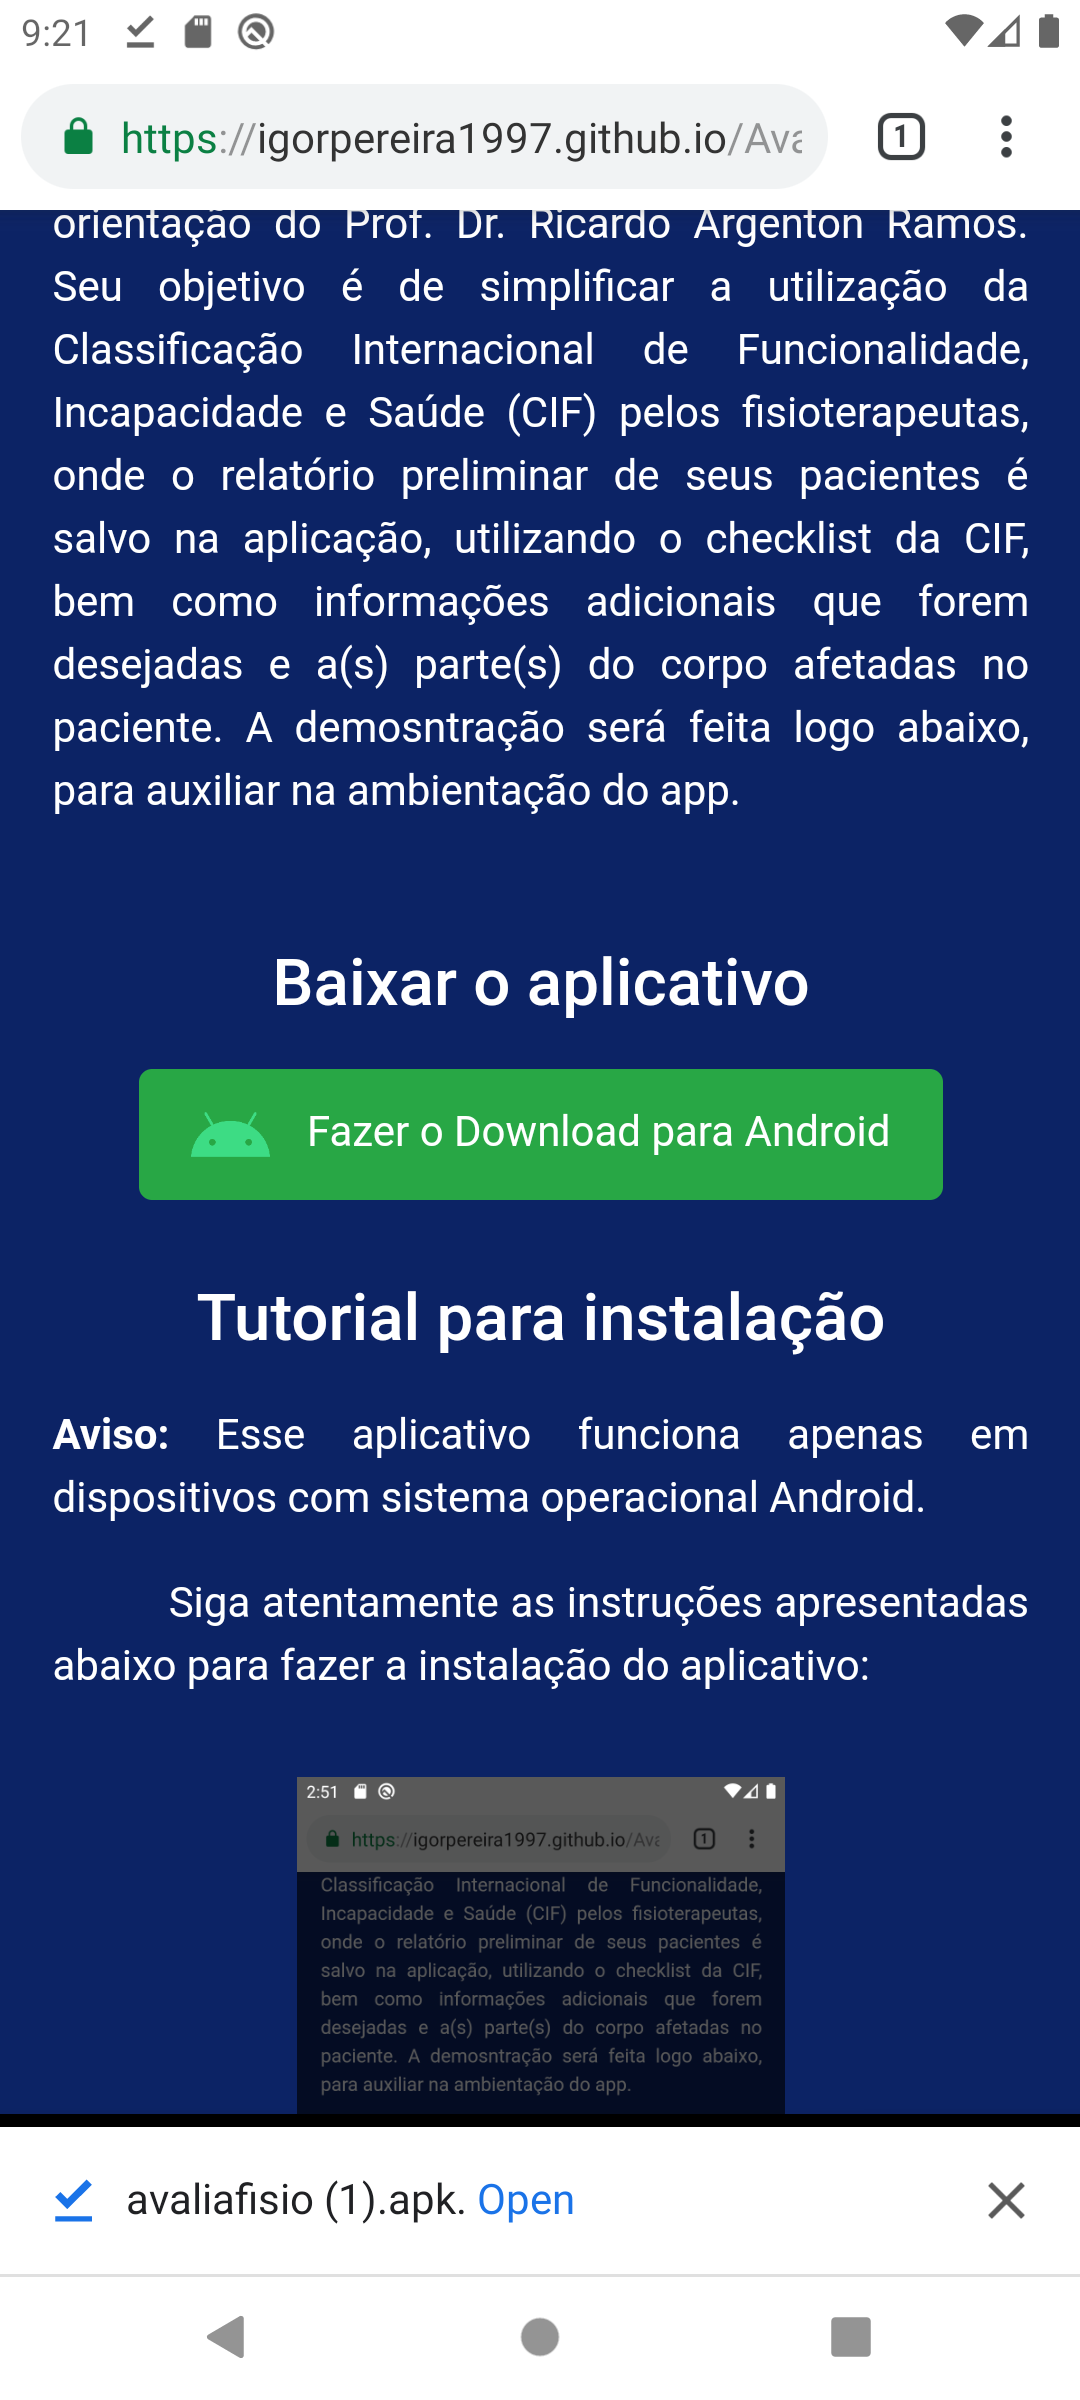 9:21
https://igorpereira1997.github.io/Ava
1
orientação do Prof. Dr. Ricardo Argenton Ramos.
Seu objetivo é de simplificar a utilização da
Classificação Internacional de Funcionalidade,
Incapacidade e Saúde (CIF) pelos fisioterapeutas,
onde o relatório preliminar de seus pacientes é
salvo na aplicação, utilizando o checklist da CIF,
bem como informações adicionais que forem
desejadas e a(s) parte(s) do corpo afetadas no
paciente. A demosntração será feita logo abaixo,
para auxiliar na ambientação do app.
Baixar o aplicativo
Fazer o Download para Android
Tutorial para instalação
Aviso: Esse aplicativo funciona apenas em
dispositivos com sistema operacional Android.
Siga atentamente as instruções apresentadas
abaixo para fazer a instalação do aplicativo:
2:51
https://igorpereira1997.github.io/Ava
1
Classificação Internacional de Funcionalidade,
Incapacidade e Saúde (CIF) pelos fisioterapeutas,
onde o relatório preliminar de seus pacientes é
salvo na aplicação, utilizando o checklist da CIF,
bem como informações adicionais que forem
desejadas e a(s) parte(s) do corpo afetadas no
paciente. A demosntração será feita logo abaixo,
para auxiliar na ambientação do app.
avaliafisio (1).apk. Open